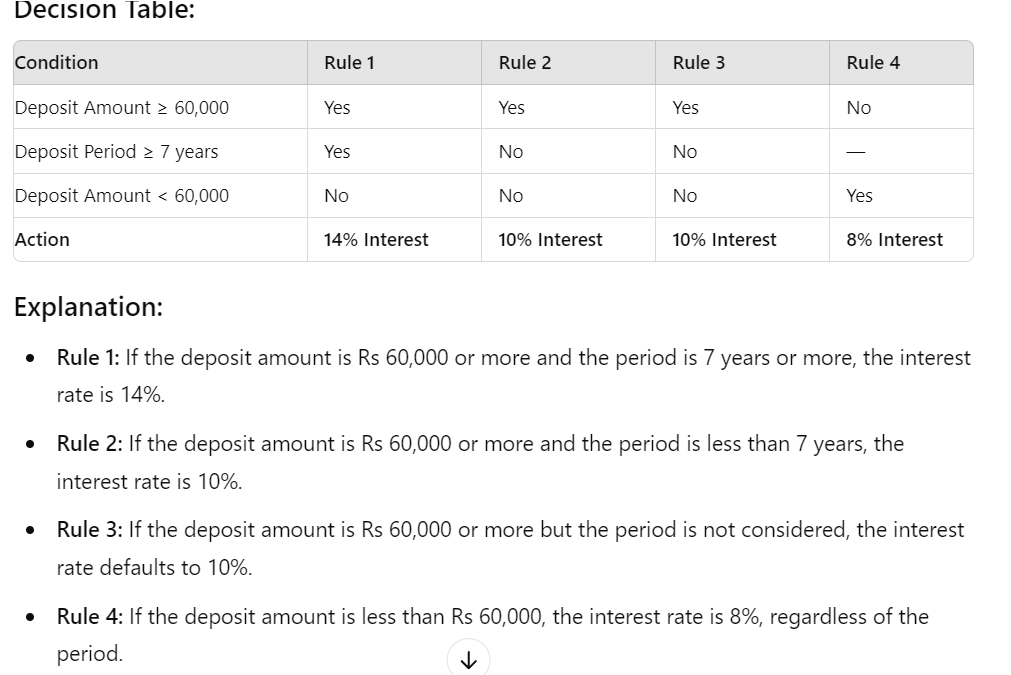 Decision Table:
Condition Rule 1 Rule 2 Rule 3 Rule 4
Deposit Amount ≥ 60,000 Yes Yes Yes No
Deposit Period ≥ 7 years Yes No No —
Deposit Amount < 60,000 No No No Yes
Action 14% Interest 10% Interest 10% Interest 8% Interest
Explanation:
• Rule 1: If the deposit amount is Rs 60,000 or more and the period is 7 years or more, the interest
rate is 14%.
• Rule 2: If the deposit amount is Rs 60,000 or more and the period is less than 7 years, the
interest rate is 10%.
• Rule 3: If the deposit amount is Rs 60,000 or more but the period is not considered, the interest
rate defaults to 10%.
• Rule 4: If the deposit amount is less than Rs 60,000, the interest rate is 8%, regardless of the
period.